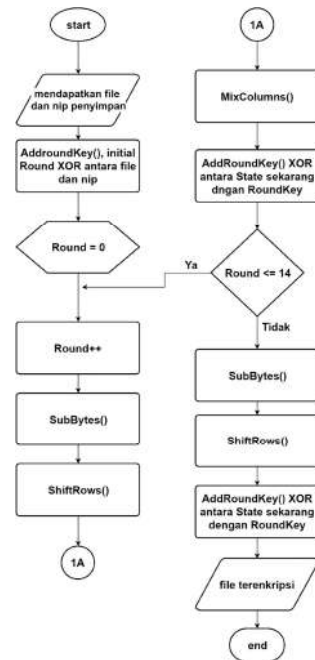 start
mendapatkan file
dan nip penyimpan
AddroundKey(), initial
Round XOR antara file
dan nip
Round = 0
Round++
SubBytes()
ShiftRows()
1A
1A
MixColumns()
AddRoundKey() XOR
antara State sekarang
dngan RoundKey
Round <= 14
Ya
Tidak
SubBytes()
ShiftRows()
AddRoundKey() XOR
antara State sekarang
dengan RoundKey
file terenkripsi
end